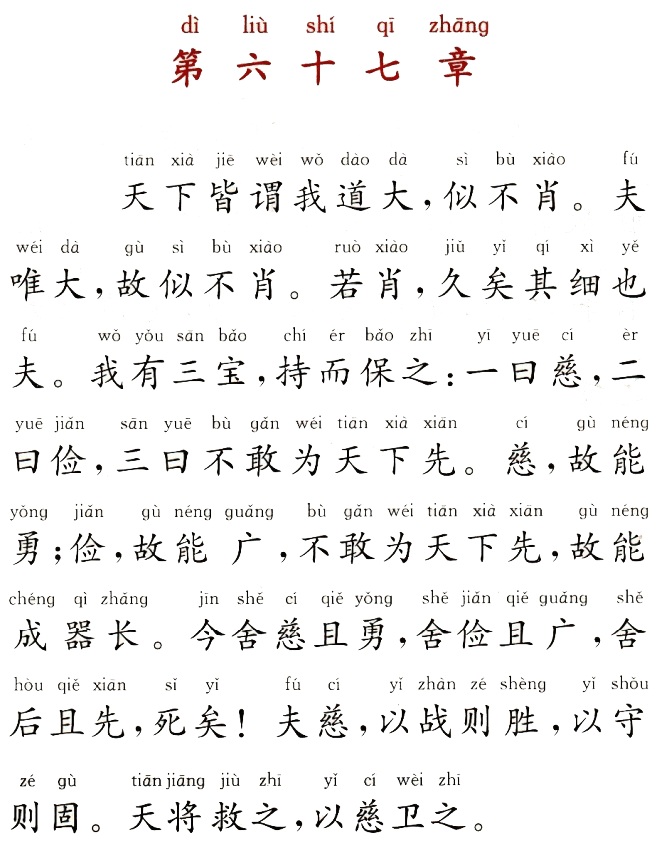 dì liù shí qī zhāng
第六十七章
tiān xià jiē wèi wǒ dào dà sì bù xiào fú
天下皆谓我道大，似不肖。夫
wéi dà gù sì bù xiào ruò xiào jiǔ yǐ qí xì yě
唯大，故似不肖。若肖，久矣其细也
fú wǒ yǒu sān bǎo chí ér bǎo zhī yī yuē cí èr
夫。我有三宝，持而保之：一曰慈，二
yuē jiǎn sān yuē bù gǎn wéi tiān xià xiān cí gù néng
曰俭，三曰不敢为天下先。慈，故能
yǒng jiǎn gù néng guǎng bù gǎn wéi tiān xià xiān gù néng
勇；俭，故能广，不敢为天下先，故能
chéng qì zhǎng jīn shě cí qiě yǒng shě jiǎn qiě guǎng shě
成器长。今舍慈且勇，舍俭且广，舍
hòu qiě xiān sǐ yǐ fú cí yǐ zhàn zé shèng yǐ shǒu
后且先，死矣！夫慈，以战则胜，以守
zé gù tiān jiāng jiù zhī yǐ cí wèi zhī
则固。天将救之，以慈卫之。